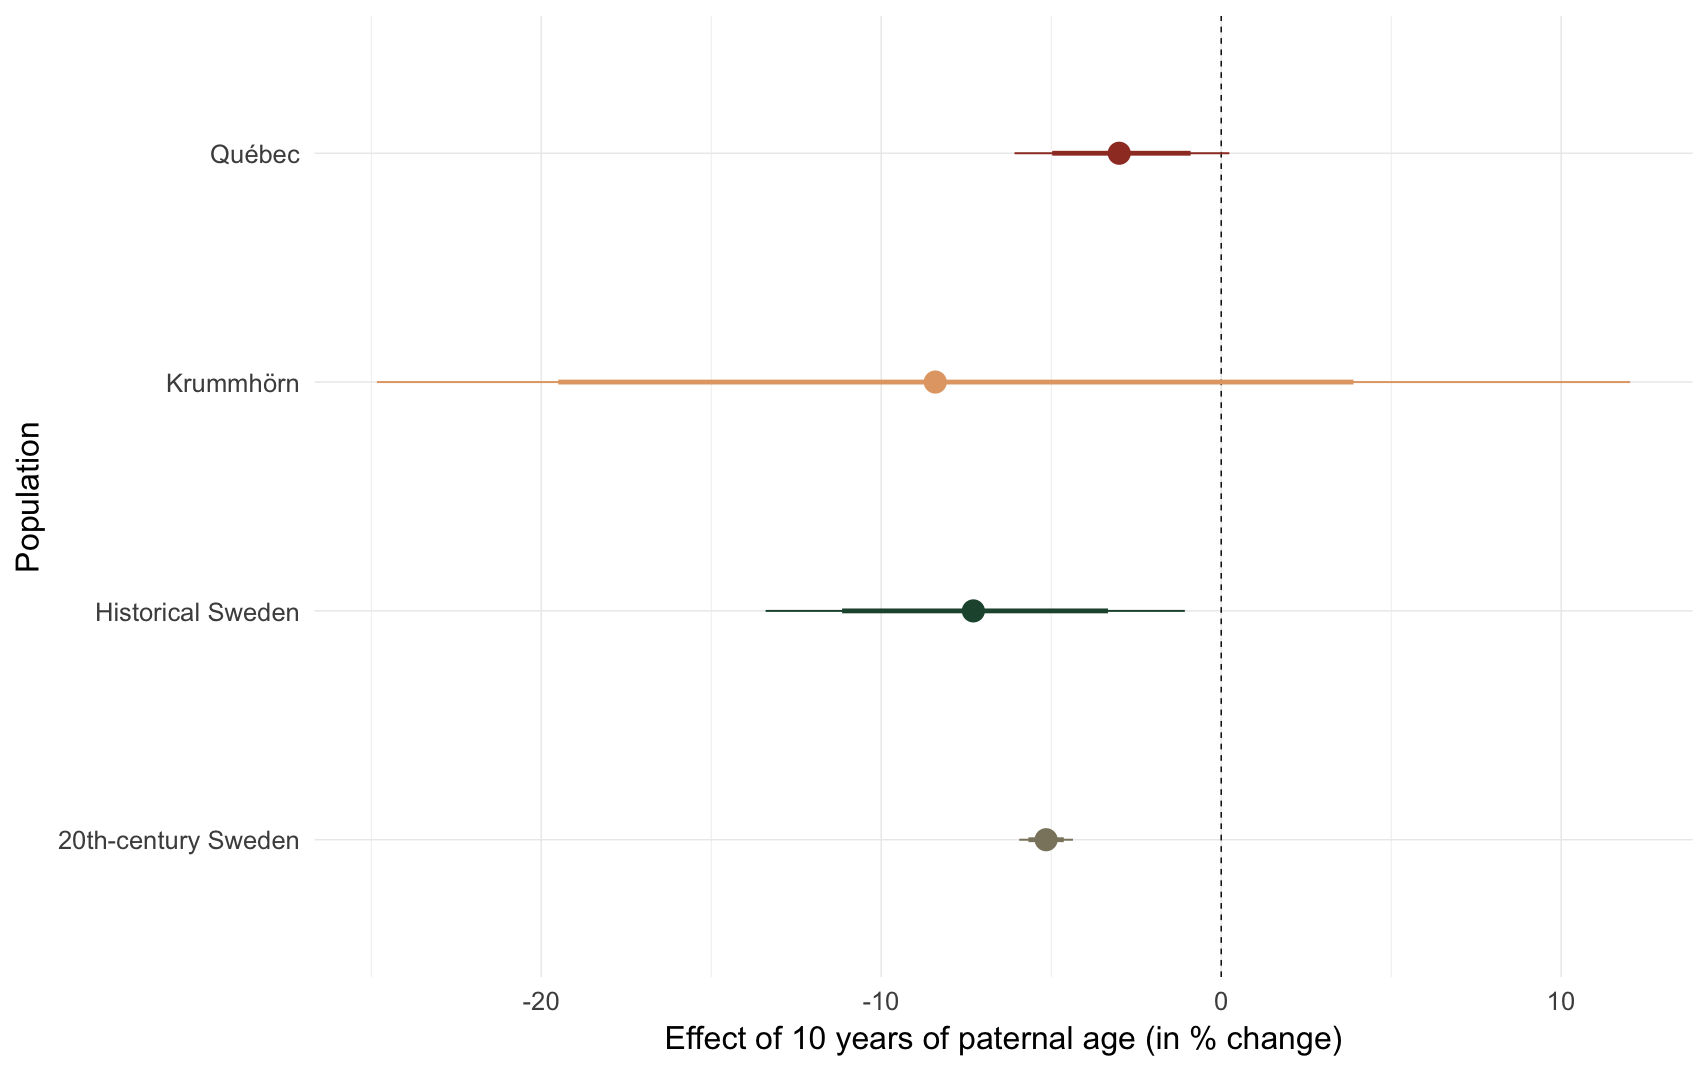 Population
Québec
Krummhörn
Historical Sweden
20th-century Sweden
-20 -10 0 10
Effect of 10 years of paternal age (in % change)